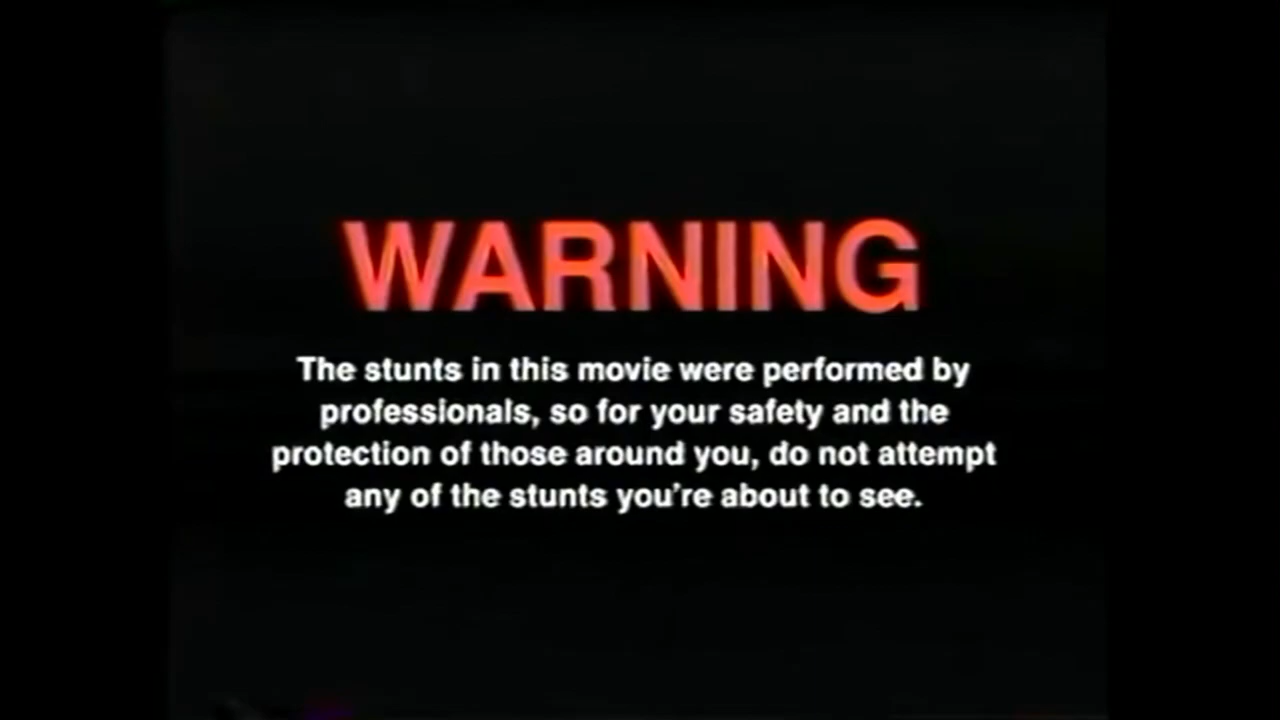 WARNING
The stunts in this movie were performed by
professionals, so for your safety and the
protection of those around you, do not attempt
any of the stunts you're about to see.